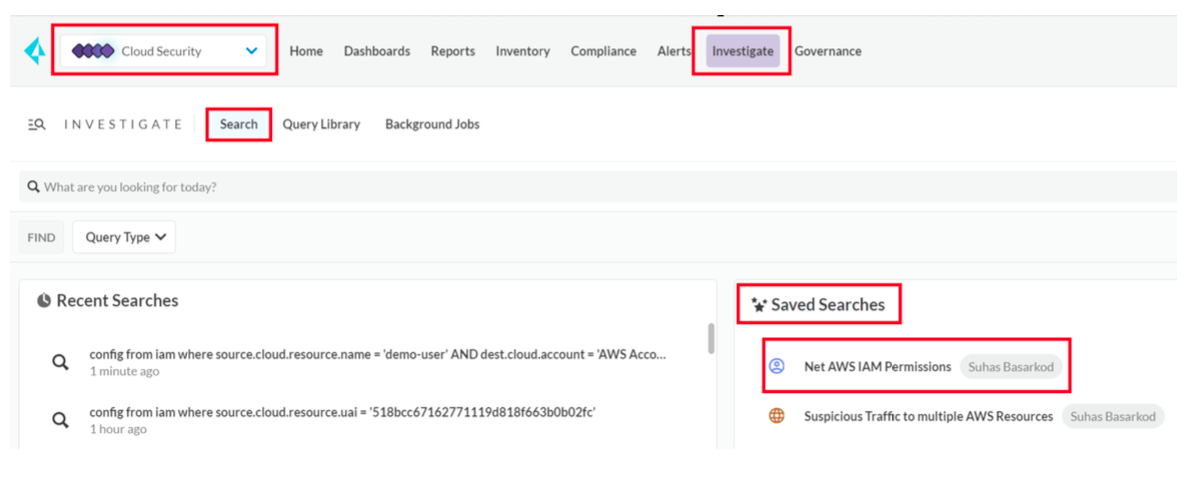 Cloud Security Home Dashboards Reports Inventory Compliance Alerts Investigate Governance
INVESTIGATE Search Query Library Background Jobs
What are you looking for today?
FIND Query Type
Recent Searches
config from iam where source.cloud.resource.name = 'demo-user' AND dest.cloud.account = 'AWS Acco...
1 minute ago
config from iam where source.cloud.resource.uai = '518bcc67162771119d818f663b0b02fc'
1 hour ago
Saved Searches
Net AWS IAM Permissions Suhas Basarkod
Suspicious Traffic to multiple AWS Resources Suhas Basarkod